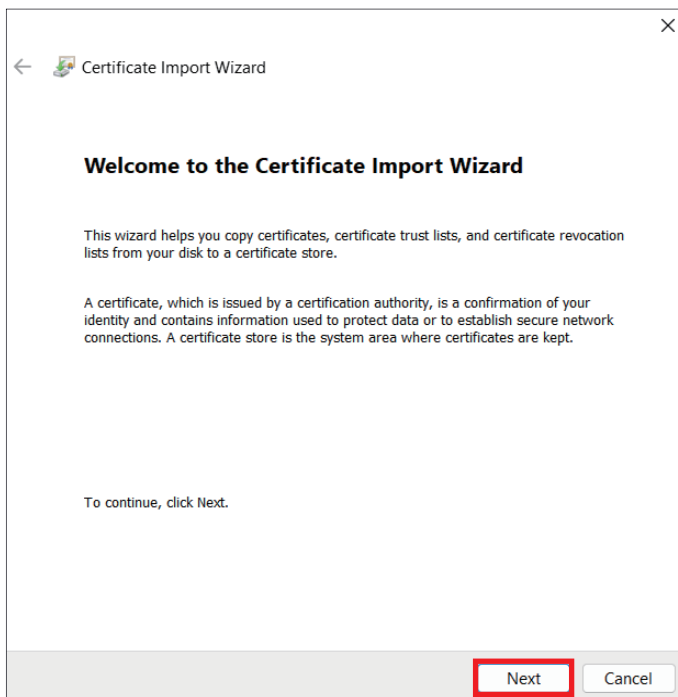 Certificate Import Wizard
Welcome to the Certificate Import Wizard
This wizard helps you copy certificates, certificate trust lists, and certificate revocation
lists from your disk to a certificate store.
A certificate, which is issued by a certification authority, is a confirmation of your
identity and contains information used to protect data or to establish secure network
connections. A certificate store is the system area where certificates are kept.
To continue, click Next.
Next Cancel